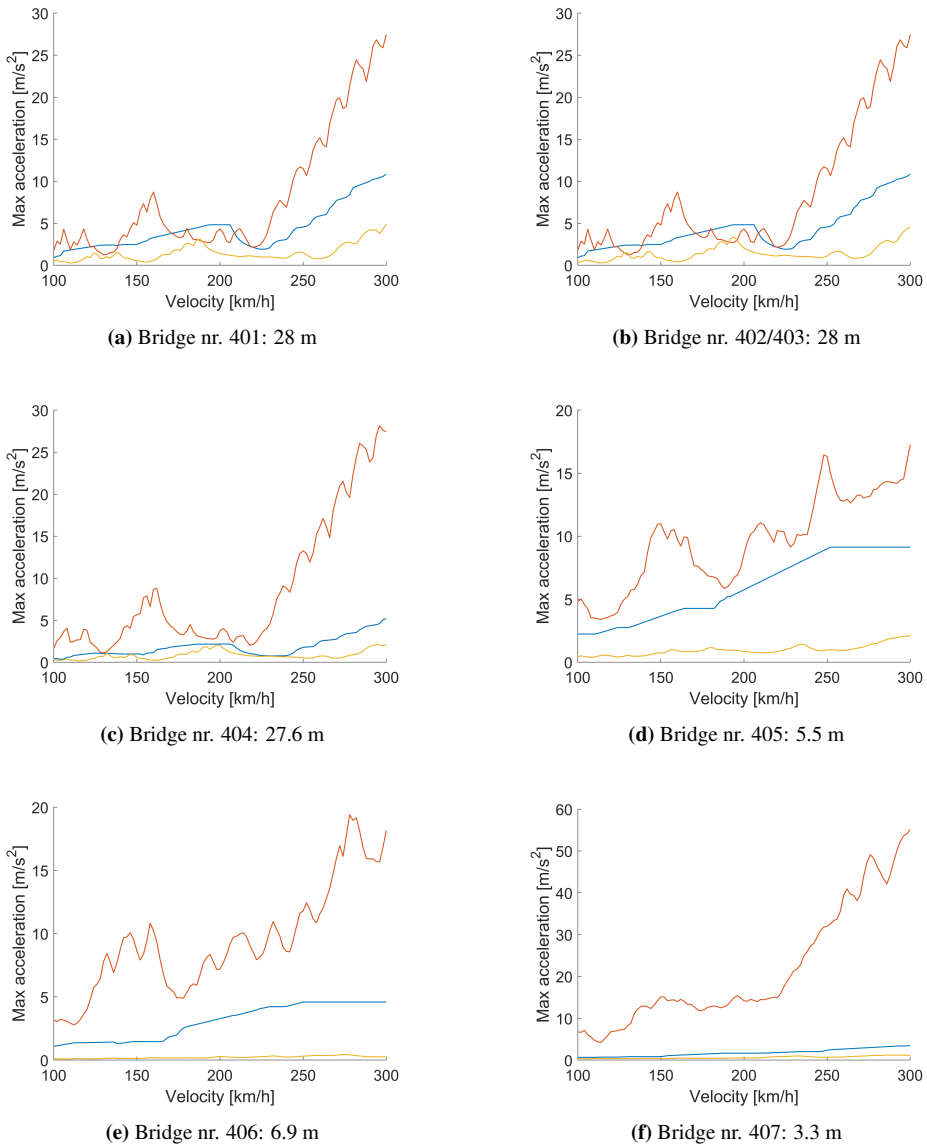 30
25
20
15
10
5
0
Max acceleration [m/s²]
100 150 200 250 300
Velocity [km/h]
(a) Bridge nr. 401: 28 m
30
25
20
15
10
5
0
Max acceleration [m/s²]
100 150 200 250 300
Velocity [km/h]
(b) Bridge nr. 402/403: 28 m
30
25
20
15
10
5
0
Max acceleration [m/s²]
100 150 200 250 300
Velocity [km/h]
(c) Bridge nr. 404: 27.6 m
20
15
10
5
0
Max acceleration [m/s²]
100 150 200 250 300
Velocity [km/h]
(d) Bridge nr. 405: 5.5 m
20
15
10
5
0
Max acceleration [m/s²]
100 150 200 250 300
Velocity [km/h]
(e) Bridge nr. 406: 6.9 m
60
50
40
30
20
10
0
Max acceleration [m/s²]
100 150 200 250 300
Velocity [km/h]
(f) Bridge nr. 407: 3.3 m